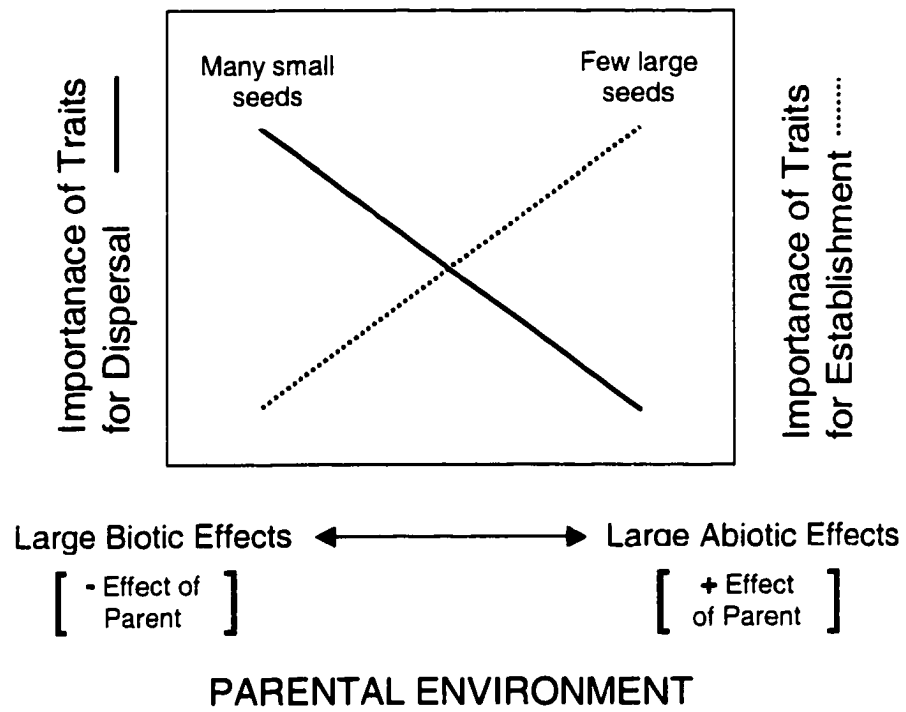 Many small
seeds
Few large
seeds
Importanace of Traits
for Dispersal
Importanace of Traits
for Establishment
Large Biotic Effects
Large Abiotic Effects
- Effect of
Parent
+ Effect
of Parent
PARENTAL ENVIRONMENT